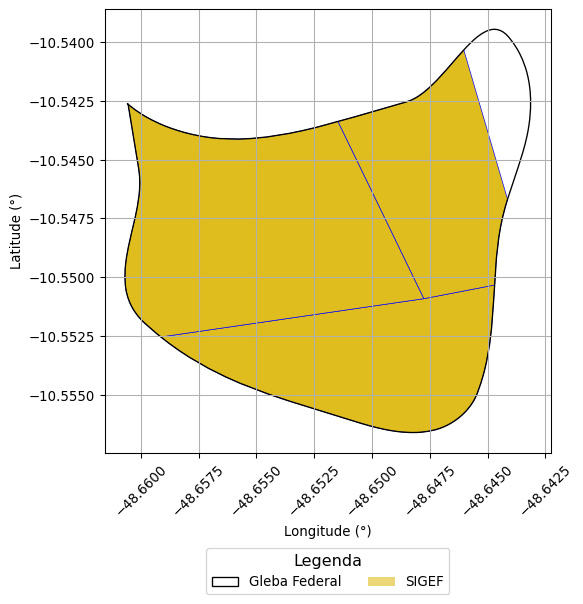 −10.5400
−10.5425
−10.5450
−10.5475
−10.5500
−10.5525
−10.5550
Latitude (°)
−48.6600 −48.6575 −48.6550 −48.6525 −48.6500 −48.6475 −48.6450 −48.6425
Longitude (°)
Legenda
Gleba Federal SIGEF